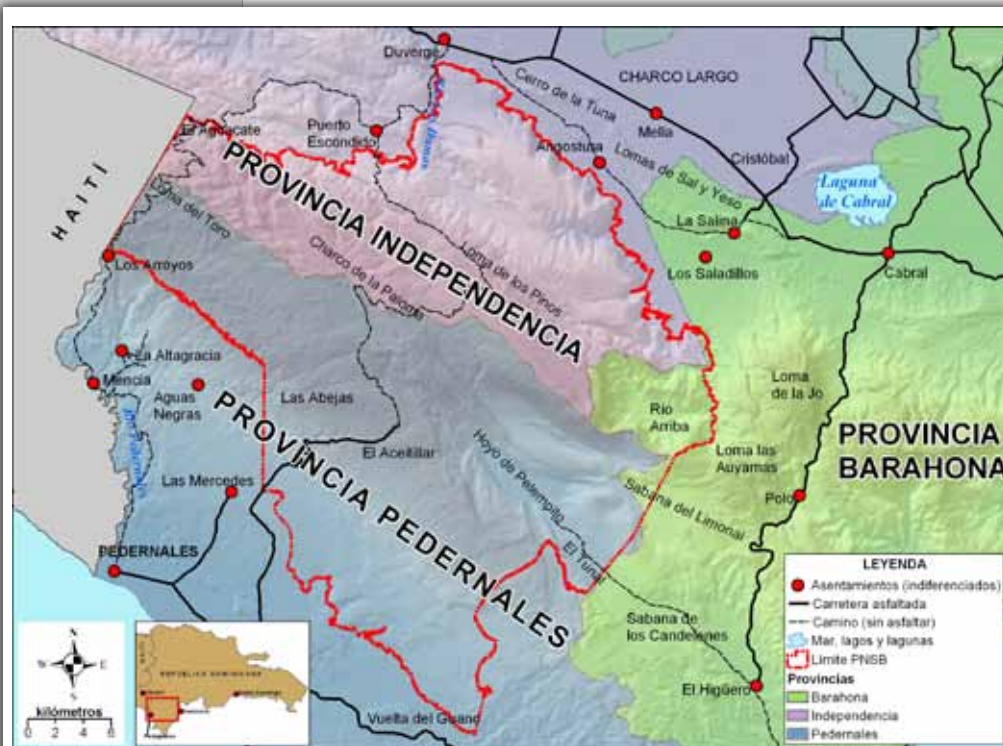 Duvergé
CHARCO LARGO
Cerro de la Tuna
Mella
El Aguacate
Puerto
Escondido
Angostura
Cristóbal
Lomas de Sal y Yeso
Laguna
de Cabral
HAITÍ
PROVINCIA INDEPENDENCIA
La Salina
Loma del Toro
Charco de la Paloma
Loma de los Pinos
Los Arroyos
Los Saladillos
Cabral
La Altagracia
Mencia
Aguas
Negras
Las Abejas
Río
Arriba
Loma
de la Jo
PROVINCIA PEDERNALES
El Aceitillar
Hoyo de Pelempito
Loma las
Auyamas
PROVINCIA
BARAHONA
Las Mercedes
Sabana del Limonal
Polo
PEDERNALES
El Tunal
Sabana de
los Candelenes
El Higüero
Vuelta del Guano
LEYENDA
Asentamientos (indiferenciados)
Carretera asfaltada
Camino (sin asfaltar)
Mar, lagos y lagunas
Límite PNSB
Provincias
Barahona
Independencia
Pedernales
N
W E
S
kilómetros
0 2 4 6
REPUBLICA DOMINICANA